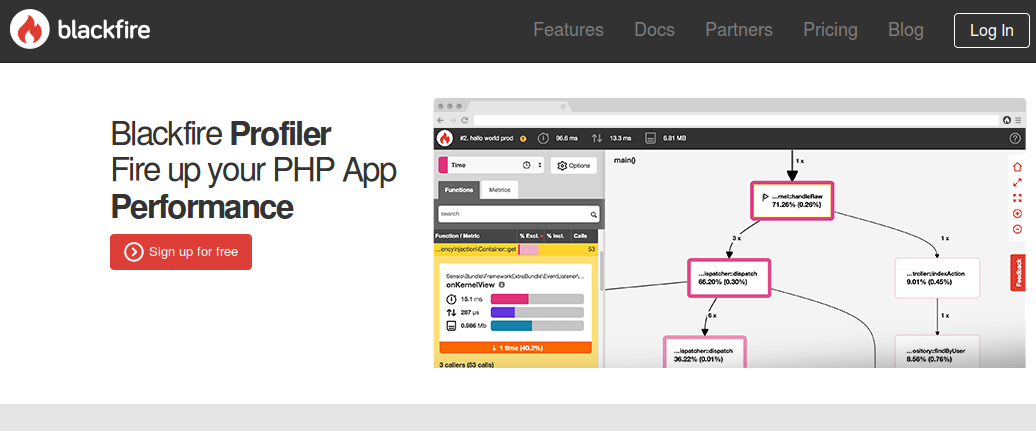 blackfire
Features Docs Partners Pricing Blog Log In
Blackfire Profiler
Fire up your PHP App
Performance
Sign up for free
#2. hello world prod 96.6 ms 13.3 ms 6.81 MB
Time Options
Functions Metrics
search
Function / Metric % Excl. % Incl. Calls
...encyInjection\Container::get 53
Sensio\Bundle\FrameworkExtraBundle\EventListener\...
onKernelView
15.1 ms
287 µs
0.986 Mb
↓ 1 time (40.2%)
3 callers (53 calls)
main()
1 x
...rnel::handleRaw
71.26% (0.26%)
3 x
1 x
...ispatcher::dispatch
66.20% (0.30%)
...troller::indexAction
9.01% (0.45%)
6 x
1 x
...ispatcher::dispatch
36.22% (0.01%)
...ository::findByUser
8.56% (0.76%)
Feedback